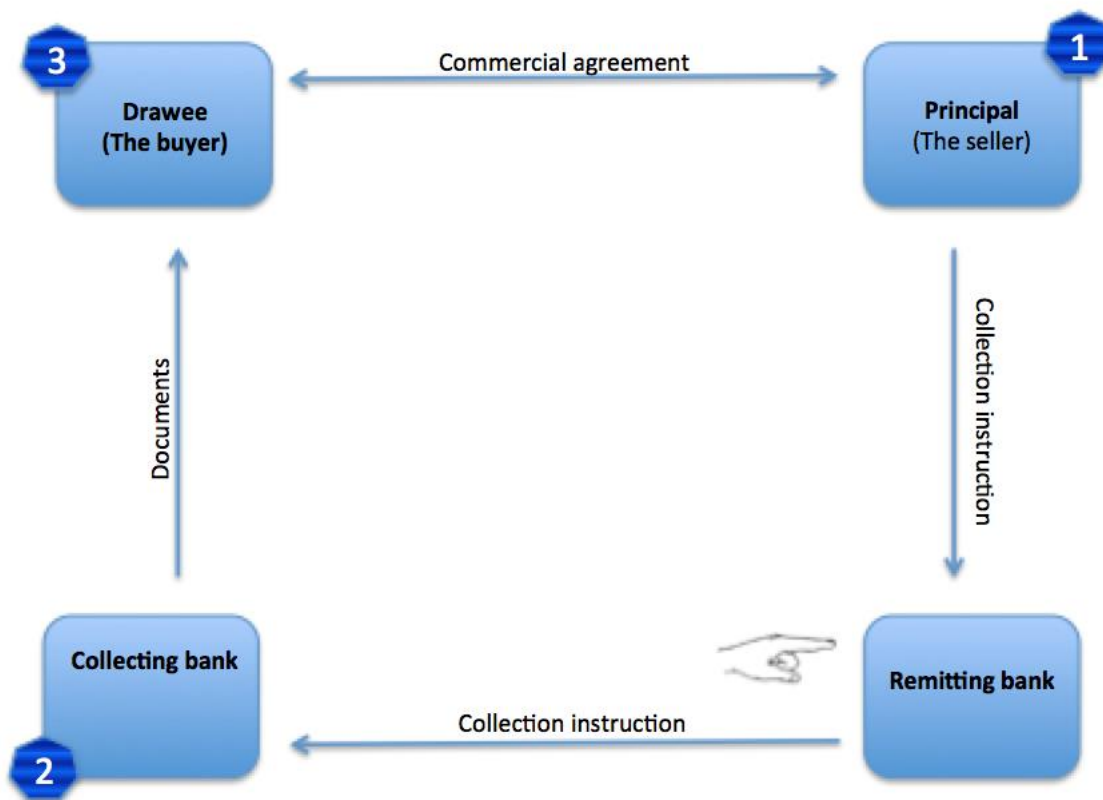 3
1
Commercial agreement
Drawee
(The buyer)
Principal
(The seller)
Documents
Collection instruction
Collecting bank
Remitting bank
Collection instruction
2